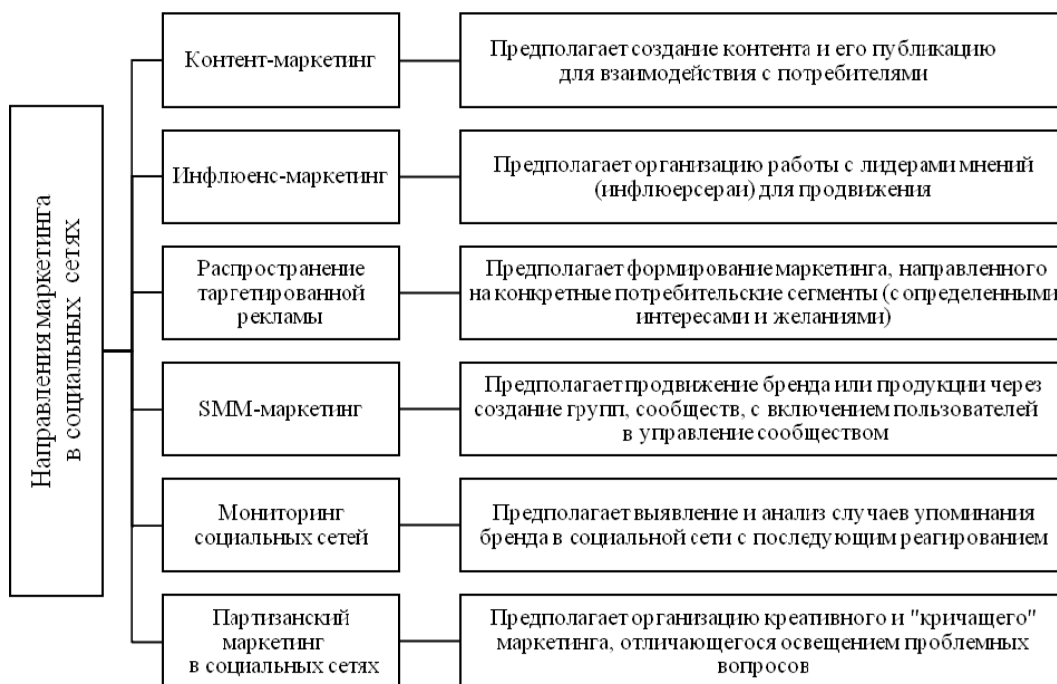 Направления маркетинга
в социальных сетях
Контент-маркетинг
Предполагает создание контента и его публикацию
для взаимодействия с потребителями
Инфлюенс-маркетинг
Предполагает организацию работы с лидерами мнений
(инфлюерсераи) для продвижения
Распространение
таргетированной
рекламы
Предполагает формирование маркетинга, направленного
на конкретные потребительские сегменты (с определенными
интересами и желаниями)
SMM-маркетинг
Предполагает продвижение бренда или продукции через
создание групп, сообществ, с включением пользователей
в управление сообществом
Мониторинг
социальных сетей
Предполагает выявление и анализ случаев упоминания
бренда в социальной сети с последующим реагированием
Партизанский
маркетинг
в социальных сетях
Предполагает организацию креативного и "кричащего"
маркетинга, отличающегося освещением проблемных
вопросов